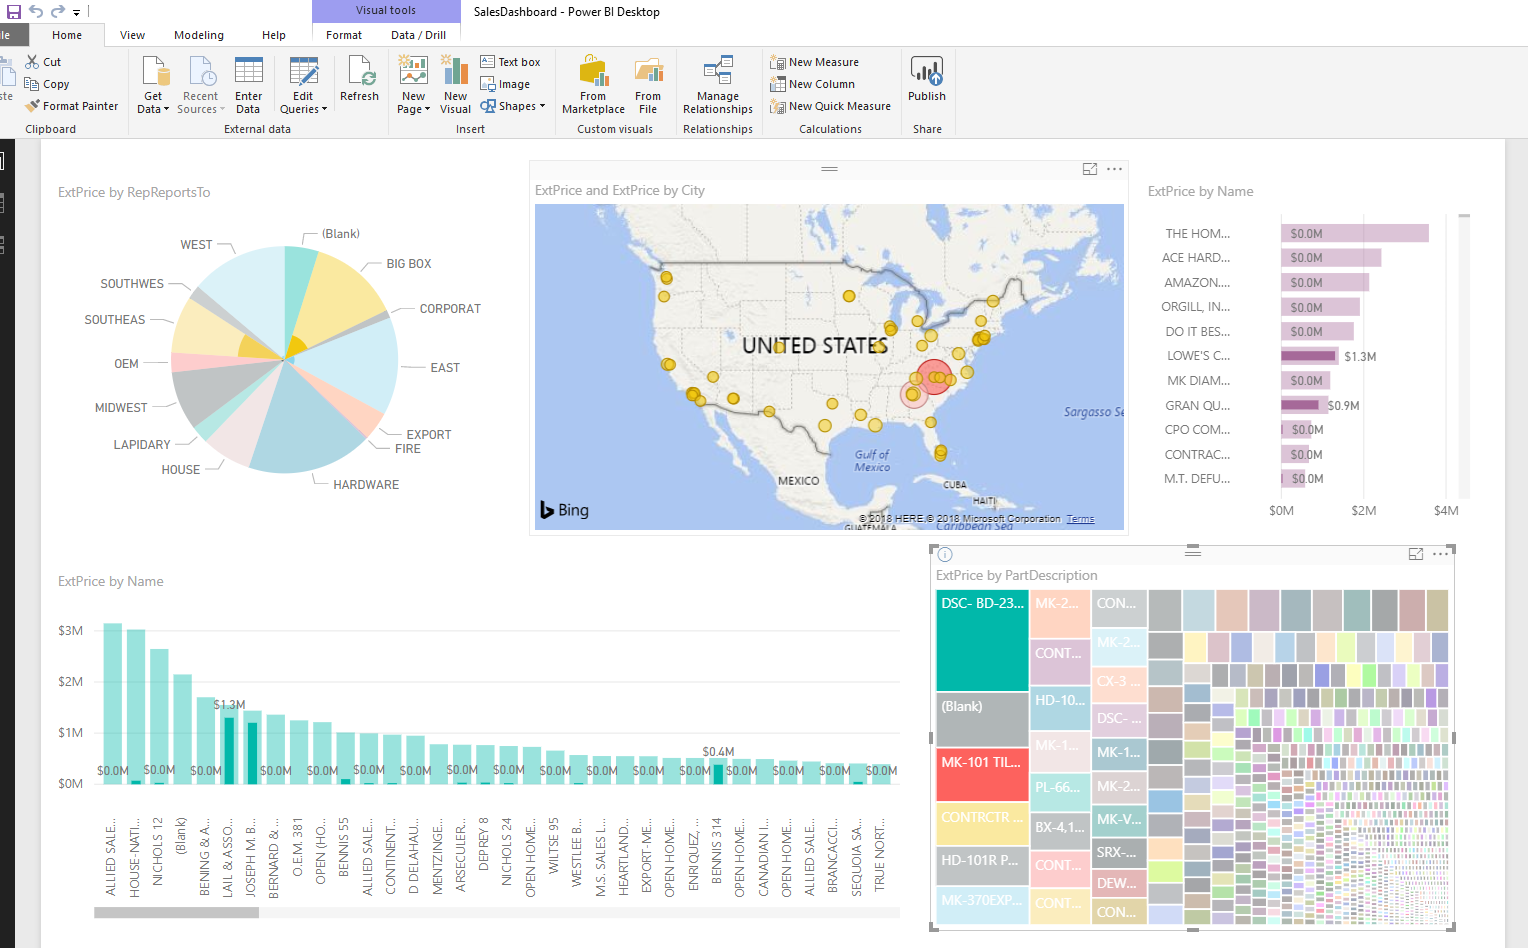 Visual tools
SalesDashboard - Power BI Desktop
Home
View
Modeling
Help
Format
Data / Drill
Cut
Copy
Format Painter
Clipboard
Get Data
Recent Sources
Enter Data
Edit Queries
External data
Refresh
New Page
New Visual
Text box
Image
Shapes
Insert
From Marketplace
From File
Custom visuals
Manage Relationships
Relationships
New Measure
New Column
New Quick Measure
Calculations
Publish
Share
ExtPrice by RepReportsTo
(Blank)
BIG BOX
CORPORAT
EAST
EXPORT
FIRE
HARDWARE
HOUSE
LAPIDARY
MIDWEST
OEM
SOUTHEAS
SOUTHWES
WEST
ExtPrice and ExtPrice by City
UNITED STATES
Sargasso Se
Gulf of
Mexico
MEXICO
CUBA
HAITI
GUATEMALA
Caribbean Sea
Bing
© 2018 HERE,© 2018 Microsoft Corporation Terms
ExtPrice by Name
THE HOM... $0.0M
ACE HARD... $0.0M
AMAZON.... $0.0M
ORGILL, IN... $0.0M
DO IT BES... $0.0M
LOWE'S C... $1.3M
MK DIAM... $0.0M
GRAN QU... $0.9M
CPO COM... $0.0M
CONTRAC... $0.0M
M.T. DEFU... $0.0M
$0M $2M $4M
ExtPrice by Name
$3M
$2M
$1M
$0M
$0.0M $0.0M $0.0M $1.3M $0.0M $0.0M $0.0M $0.0M $0.0M $0.0M $0.0M $0.0M $0.0M $0.4M $0.0M $0.0M $0.0M
ALLIED SALE...
HOUSE-NATI...
NICHOLS 12
(Blank)
BENING & A...
LAIL & ASSO...
JOSEPH M. B...
BERNARD & ...
O.E.M. 381
OPEN (HO...
BENNIS 55
ALLIED SALE...
CONTINENT...
D DELAHAU...
MENTZINGE...
ARSECULER...
DEPREY 8
NICHOLS 24
OPEN HOME...
WILTSE 95
WESTLEE B...
M.S. SALES L...
HEARTLAND...
EXPORT-ME...
OPEN HOME...
ENRIQUEZ, ...
BENNIS 314
OPEN HOME...
CANADIAN I...
OPEN HOME...
ALLIED SALE...
BRANCACCI...
SEQUOIA SA...
TRUE NORT...
ExtPrice by PartDescription
DSC- BD-23...
(Blank)
MK-101 TIL...
CONTRCTR ...
HD-101R P...
MK-370EXP...
MK-2...
CONT...
HD-10...
MK-1...
PL-66...
BX-4,1...
CONT...
CONT...
CON...
MK-2...
CX-3 ...
DSC- ...
MK-1...
MK-2...
MK-V...
SRX-...
DEW...
CON...